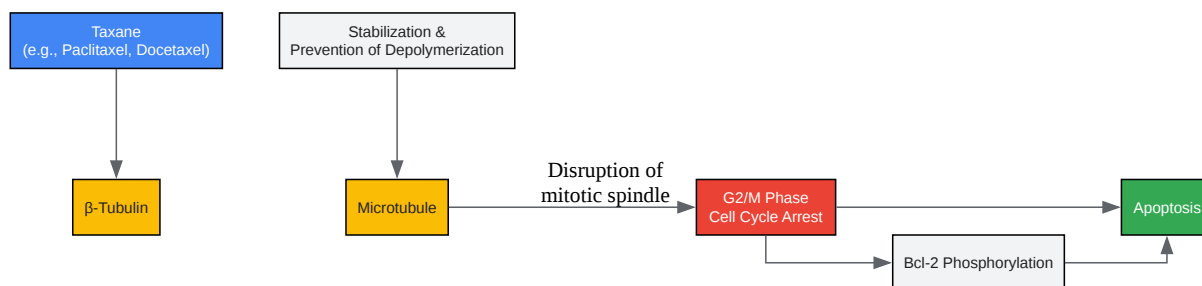 Taxane
(e.g., Paclitaxel, Docetaxel)
Stabilization &
Prevention of Depolymerization
β-Tubulin
Microtubule
Disruption of
mitotic spindle
G2/M Phase
Cell Cycle Arrest
Apoptosis
Bcl-2 Phosphorylation